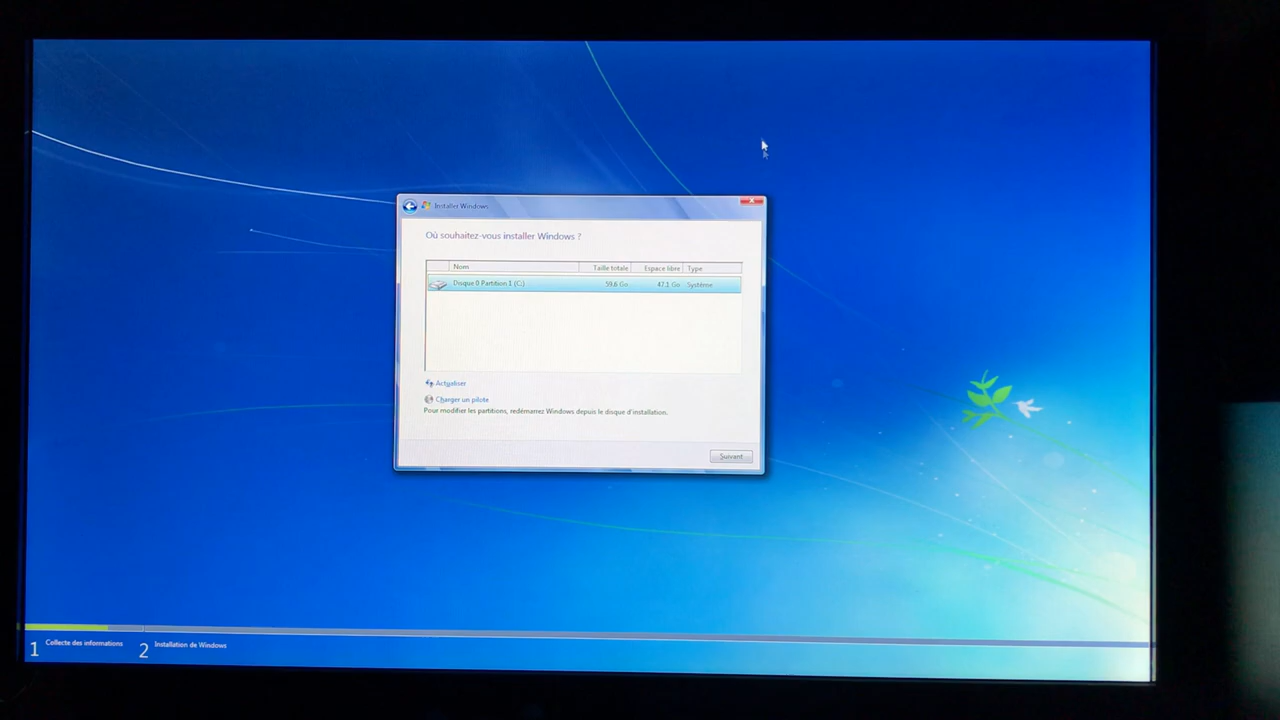 Installer Windows
Où souhaitez-vous installer Windows ?
Nom Taille totale Espace libre Type
Disque 0 Partition 1 (C:) 59.6 Go 47.1 Go Système
Actualiser
Charger un pilote
Pour modifier les partitions, redémarrez Windows depuis le disque d'installation.
Suivant
1 Collecte des informations 2 Installation de Windows